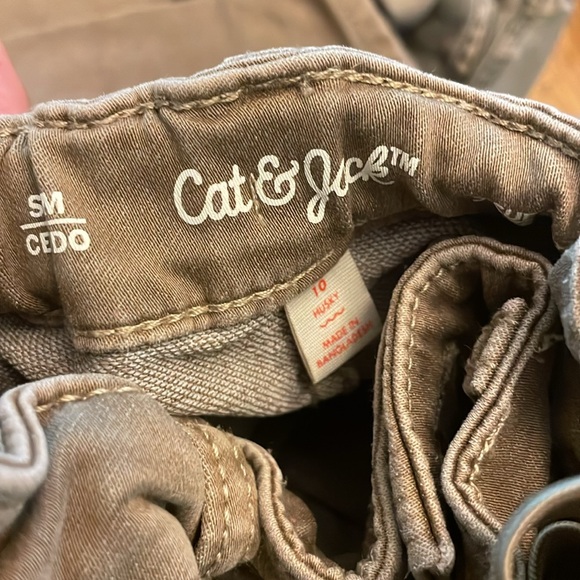 Cat & Jack™
SM
CEDO
10
HUSKY
MADE IN
BANGLADESH